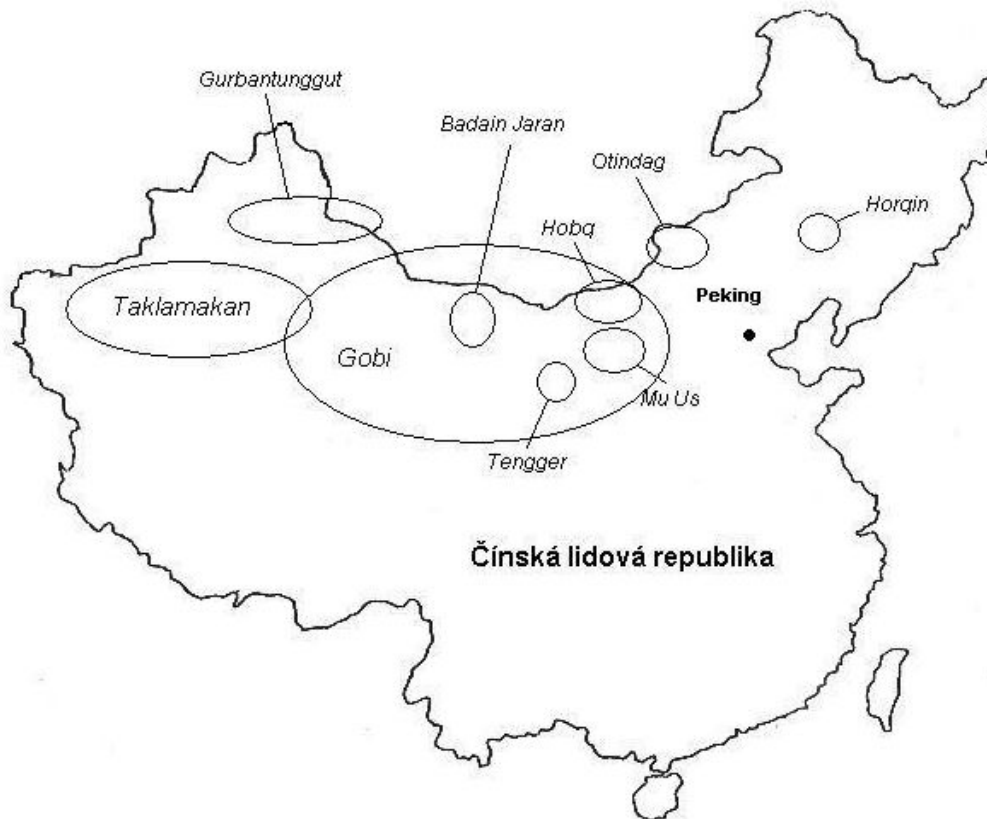 Gurbantunggut
Badain Jaran
Otindag
Horqin
Hobq
Peking
Taklamakan
Gobi
Mu Us
Tengger
Čínská lidová republika